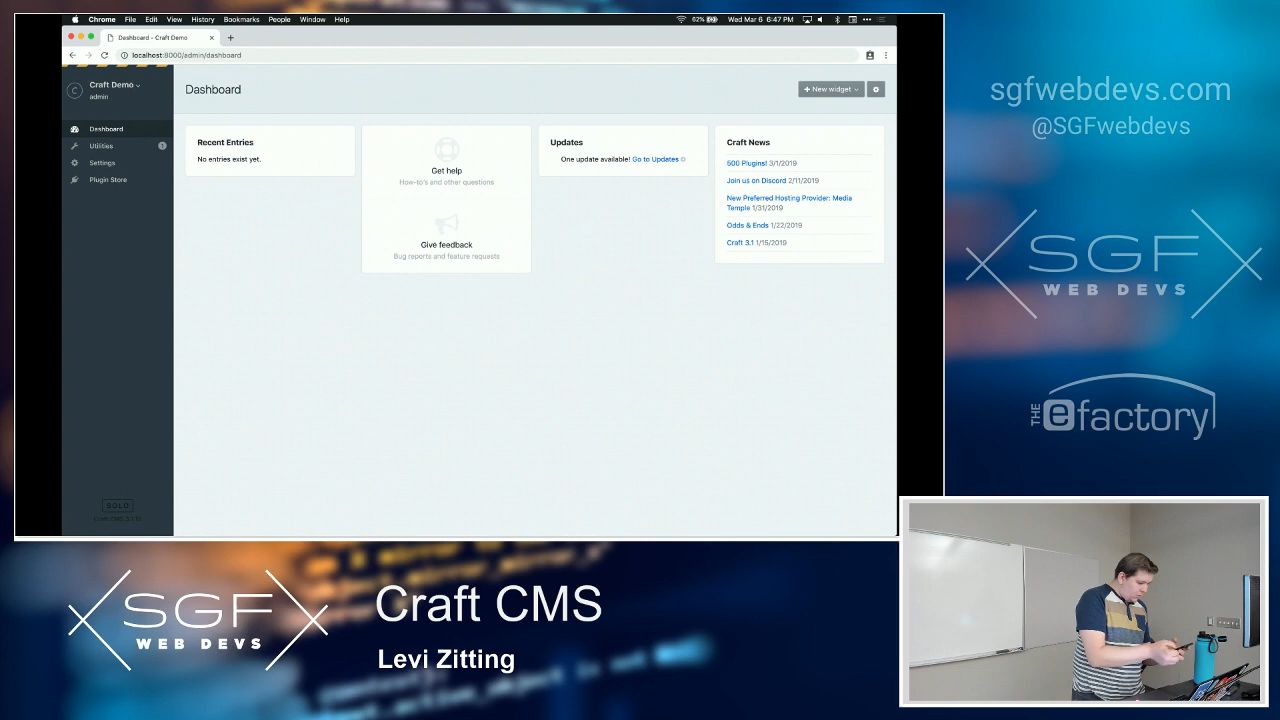 Chrome File Edit View History Bookmarks People Window Help
62% Wed Mar 6 6:47 PM
Dashboard - Craft Demo
localhost:8000/admin/dashboard
C
Craft Demo
admin
Dashboard
Utilities 1
Settings
Plugin Store
SOLO
Dashboard
+ New widget
Recent Entries
No entries exist yet.
Get help
How-to's and other questions
Give feedback
Bug reports and feature requests
Updates
One update available! Go to Updates
Craft News
500 Plugins! 3/1/2019
Join us on Discord 2/11/2019
New Preferred Hosting Provider: Media
Temple 1/31/2019
Odds & Ends 1/22/2019
Craft 3.1 1/15/2019
sgfwebdevs.com
@SGFwebdevs
SGF
WEB DEVS
THE efactory
SGF
WEB DEVS
Craft CMS
Levi Zitting